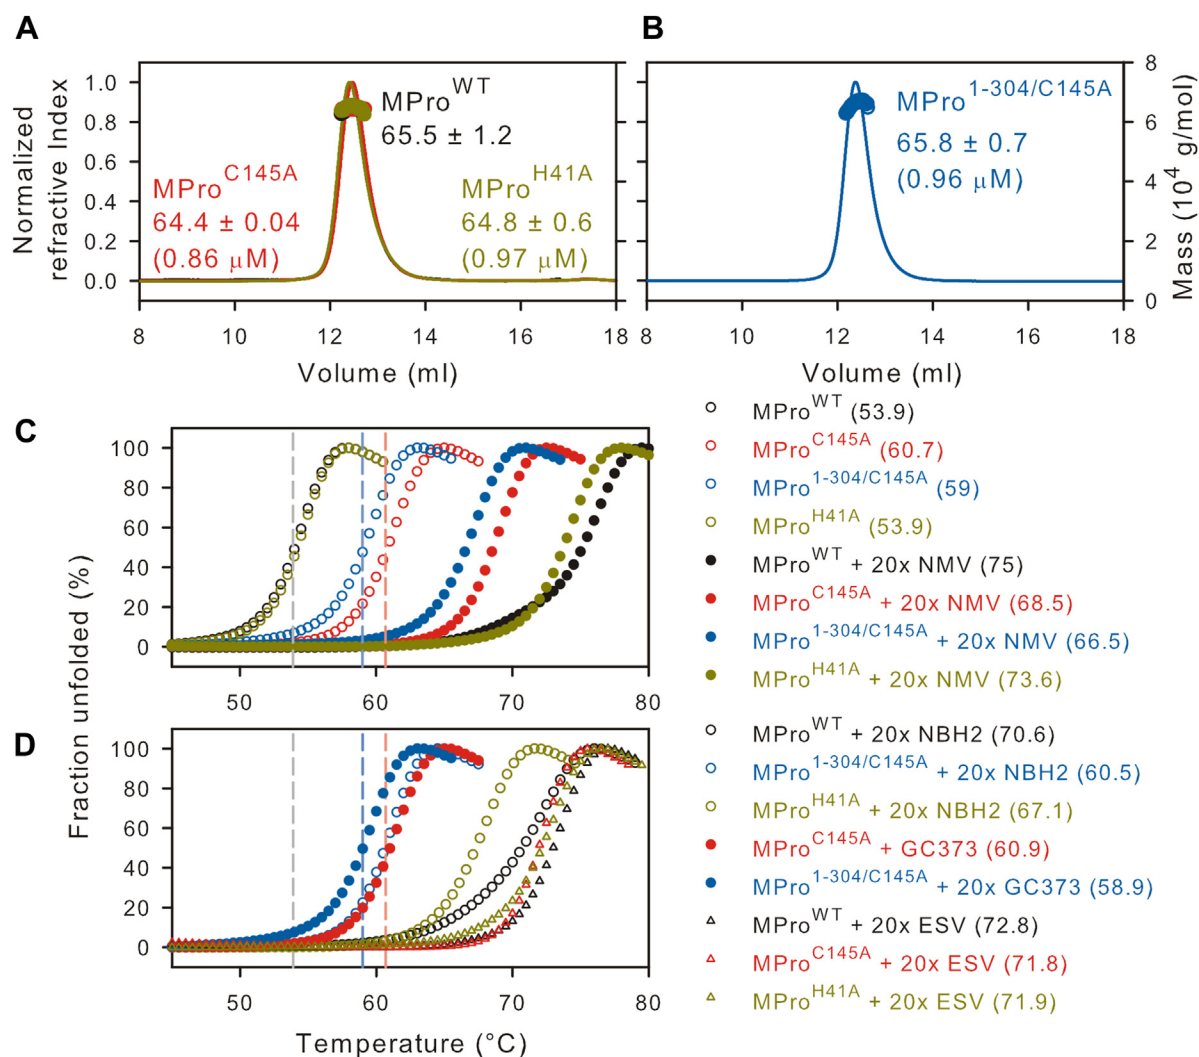 A
B
Normalized
refractive Index
1.0
0.8
0.6
0.4
0.2
0.0
MPro^WT
65.5 ± 1.2
MPro^C145A
64.4 ± 0.04
(0.86 μM)
MPro^H41A
64.8 ± 0.6
(0.97 μM)
8 10 12 14 16 18
Volume (ml)
MPro^1-304/C145A
65.8 ± 0.7
(0.96 μM)
8
6
4
2
0
Mass (10^4 g/mol)
8 10 12 14 16 18
Volume (ml)
C
100
80
60
40
20
0
50 60 70 80
D
100
80
60
40
20
0
50 60 70 80
Fraction unfolded (%)
Temperature (°C)
MPro^WT (53.9)
MPro^C145A (60.7)
MPro^1-304/C145A (59)
MPro^H41A (53.9)
MPro^WT + 20x NMV (75)
MPro^C145A + 20x NMV (68.5)
MPro^1-304/C145A + 20x NMV (66.5)
MPro^H41A + 20x NMV (73.6)
MPro^WT + 20x NBH2 (70.6)
MPro^1-304/C145A + 20x NBH2 (60.5)
MPro^H41A + 20x NBH2 (67.1)
MPro^C145A + GC373 (60.9)
MPro^1-304/C145A + 20x GC373 (58.9)
MPro^WT + 20x ESV (72.8)
MPro^C145A + 20x ESV (71.8)
MPro^H41A + 20x ESV (71.9)